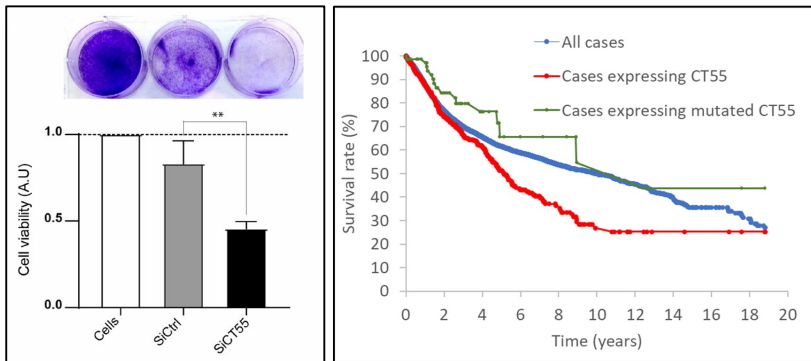 **
1.0
0.5
0.0
Cell viability (A.U)
Cells
SiCtrl
SiCT55
All cases
Cases expressing CT55
Cases expressing mutated CT55
100
90
80
70
60
50
40
30
20
10
0
Survival rate (%)
0 2 4 6 8 10 12 14 16 18 20
Time (years)